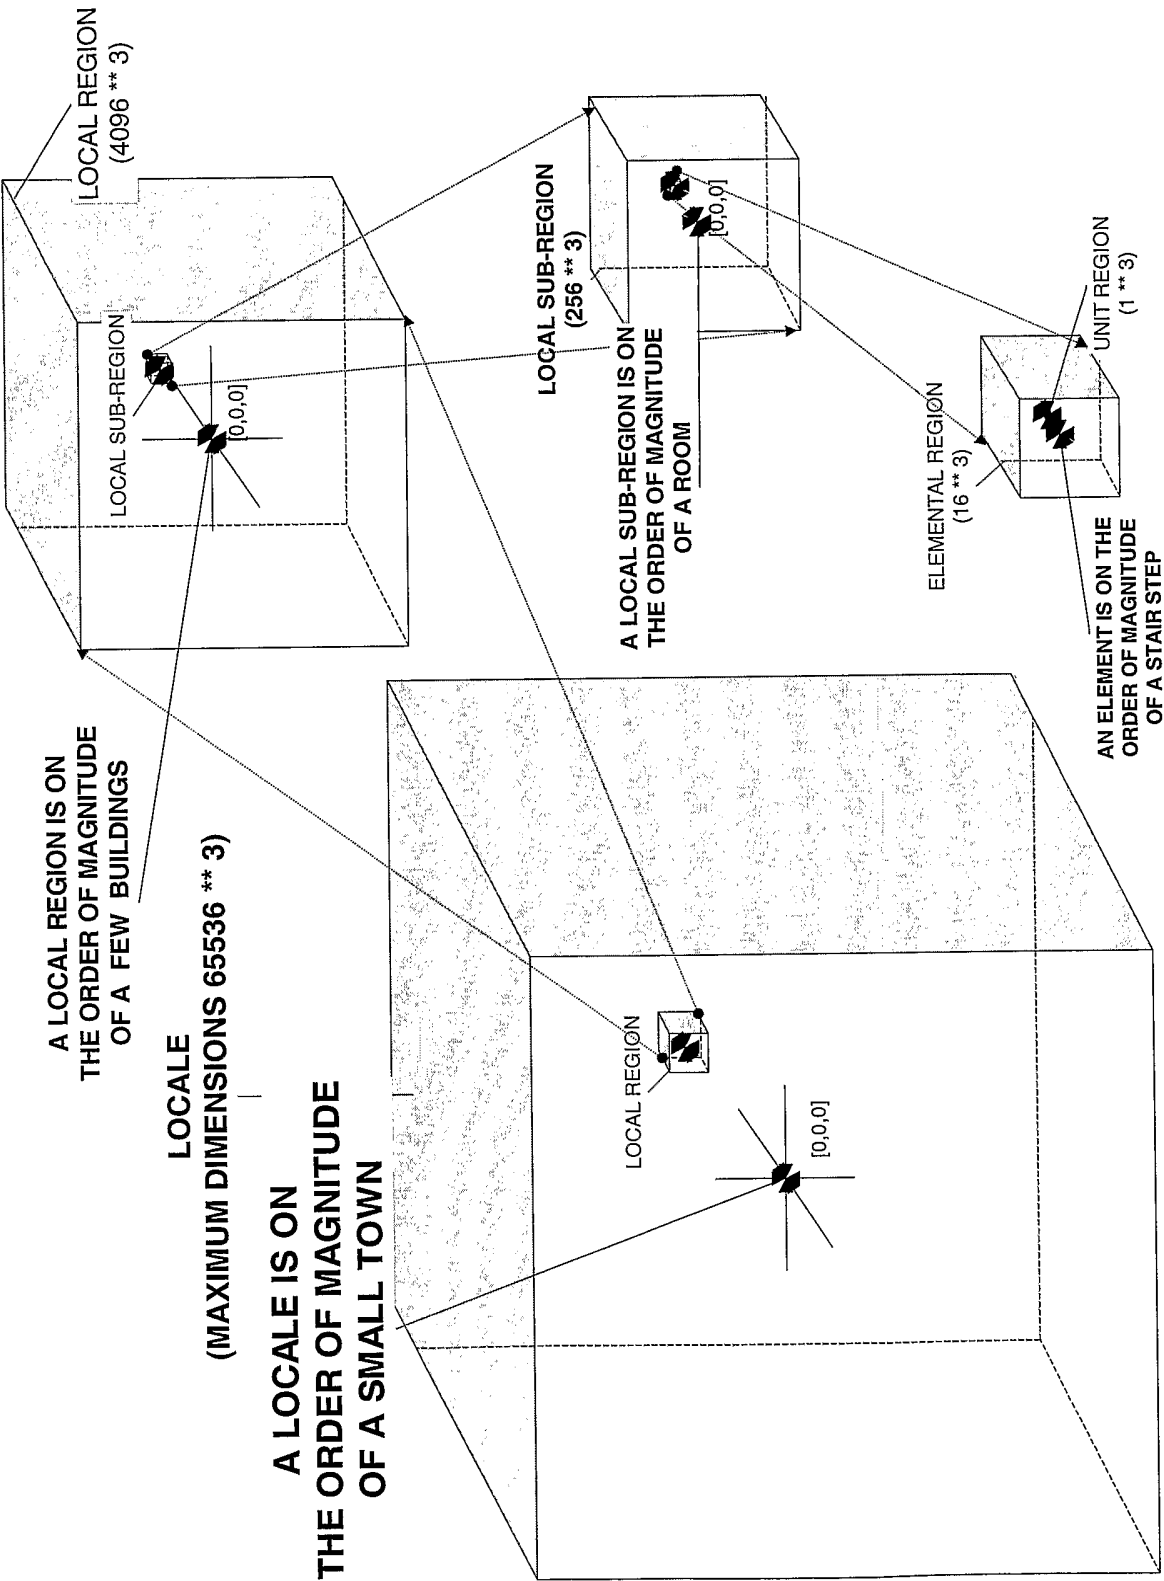 A LOCAL REGION IS ON
THE ORDER OF MAGNITUDE
OF A FEW BUILDINGS
LOCALE
(MAXIMUM DIMENSIONS 65536 ** 3)
A LOCALE IS ON
THE ORDER OF MAGNITUDE
OF A SMALL TOWN
LOCAL REGION
[0,0,0]
LOCAL REGION
(4096 ** 3)
LOCAL SUB-REGION
[0,0,0]
LOCAL SUB-REGION
(256 ** 3)
A LOCAL SUB-REGION IS ON
THE ORDER OF MAGNITUDE
OF A ROOM
[0,0,0]
ELEMENTAL REGION
(16 ** 3)
UNIT REGION
(1 ** 3)
AN ELEMENT IS ON THE
ORDER OF MAGNITUDE
OF A STAIR STEP